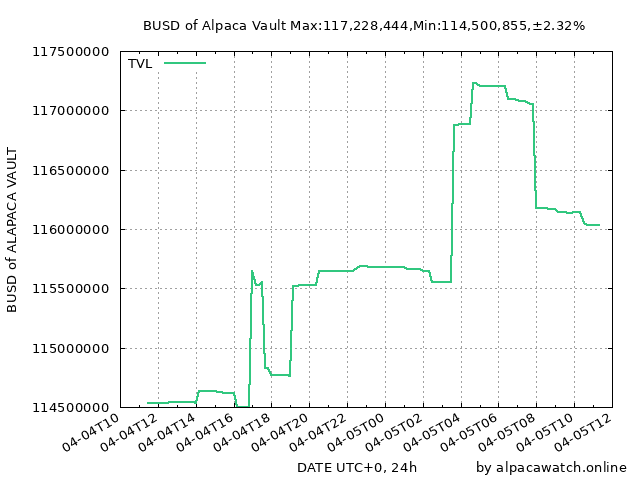 BUSD of Alpaca Vault Max:117,228,444,Min:114,500,855,±2.32%
TVL
117500000
117000000
116500000
116000000
115500000
115000000
114500000
BUSD of ALAPACA VAULT
04-04T10
04-04T12
04-04T14
04-04T16
04-04T18
04-04T20
04-04T22
04-05T00
04-05T02
04-05T04
04-05T06
04-05T08
04-05T10
04-05T12
DATE UTC+0, 24h
by alpacawatch.online